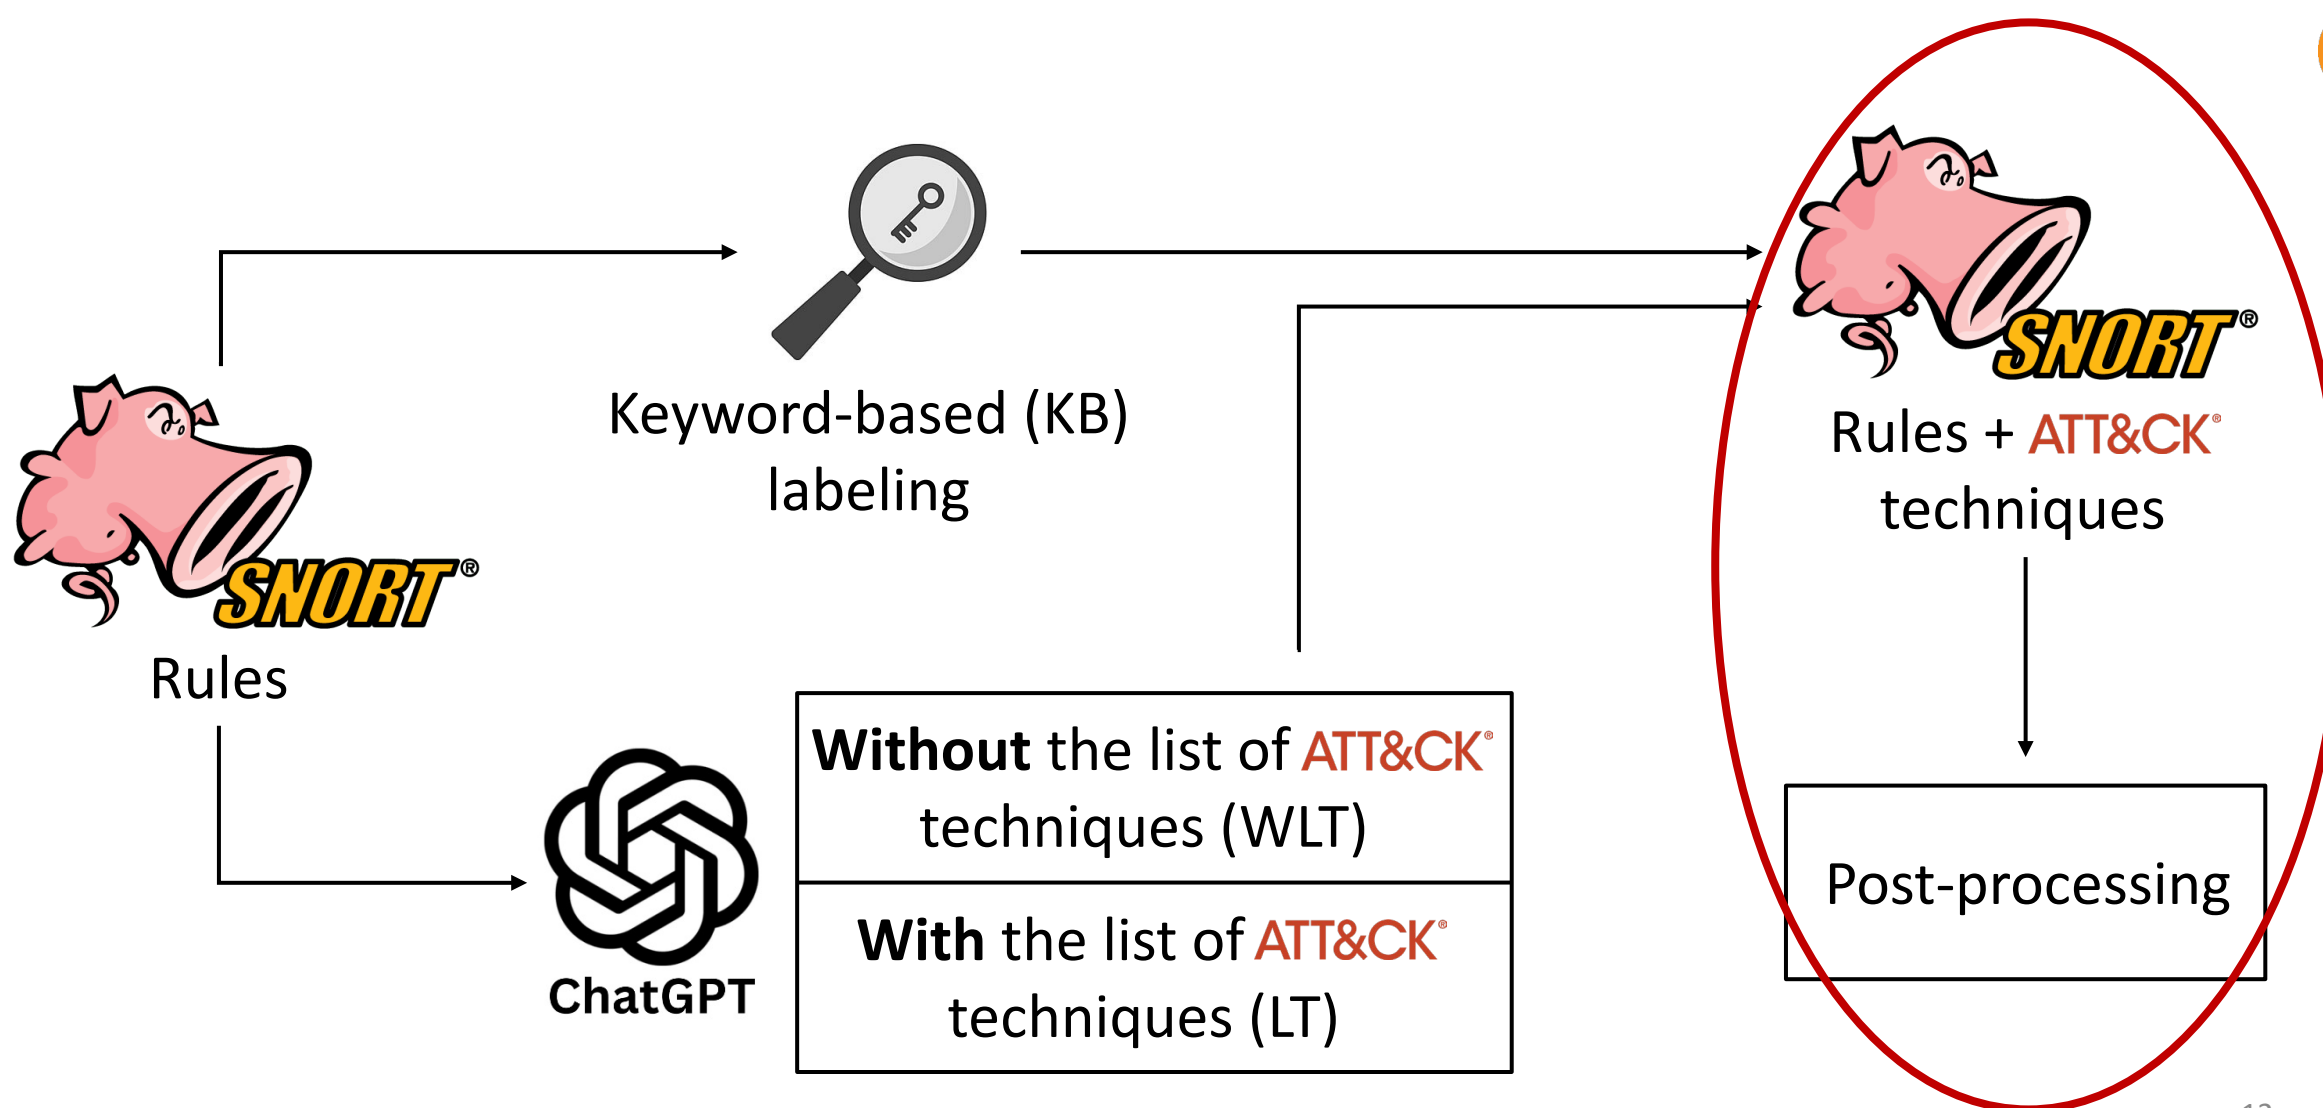 SNORT®
Rules
Keyword-based (KB)
labeling
ChatGPT
Without the list of ATT&CK®
techniques (WLT)
With the list of ATT&CK®
techniques (LT)
SNORT®
Rules + ATT&CK®
techniques
Post-processing